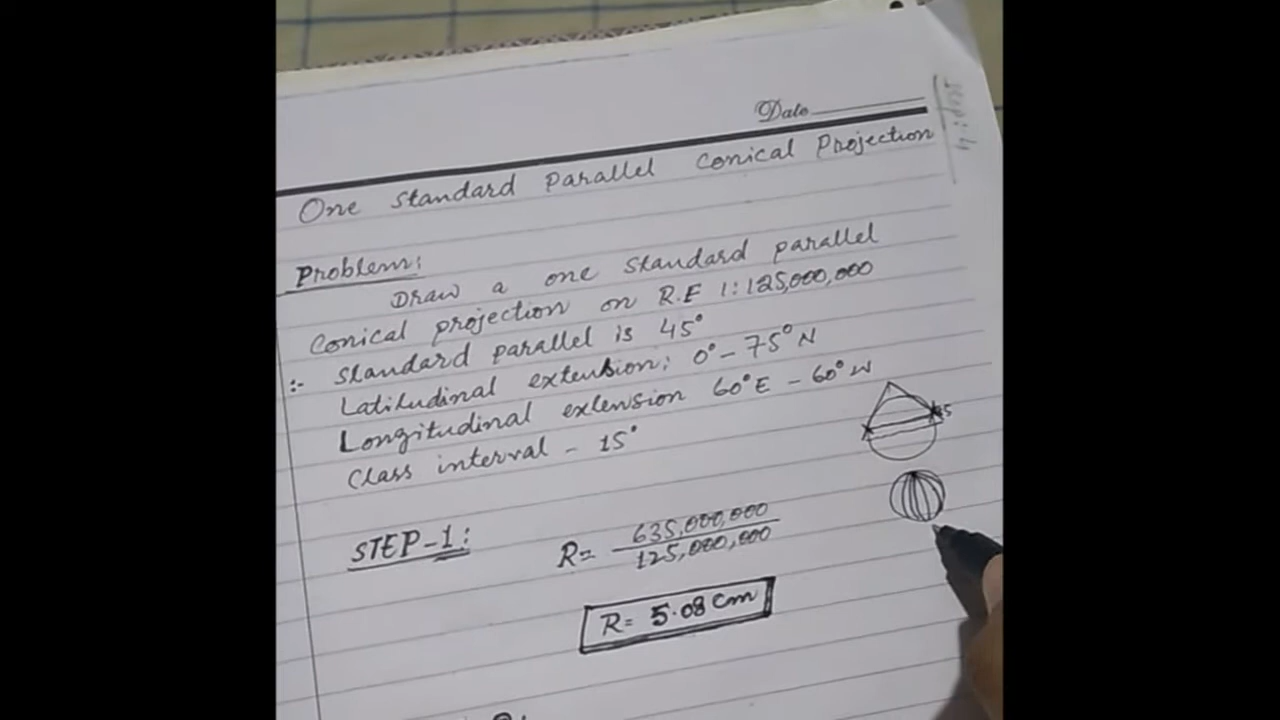 Date
One standard parallel Conical Projection
Problem:
Draw a one standard parallel
Conical projection on R.F 1:125,000,000
:- standard parallel is 45°
Latitudinal extension: 0° - 75° N
Longitudinal extension 60° E - 60° W
Class interval - 15°
STEP-1:
R = 635,000,000
125,000,000
R = 5.08 cm